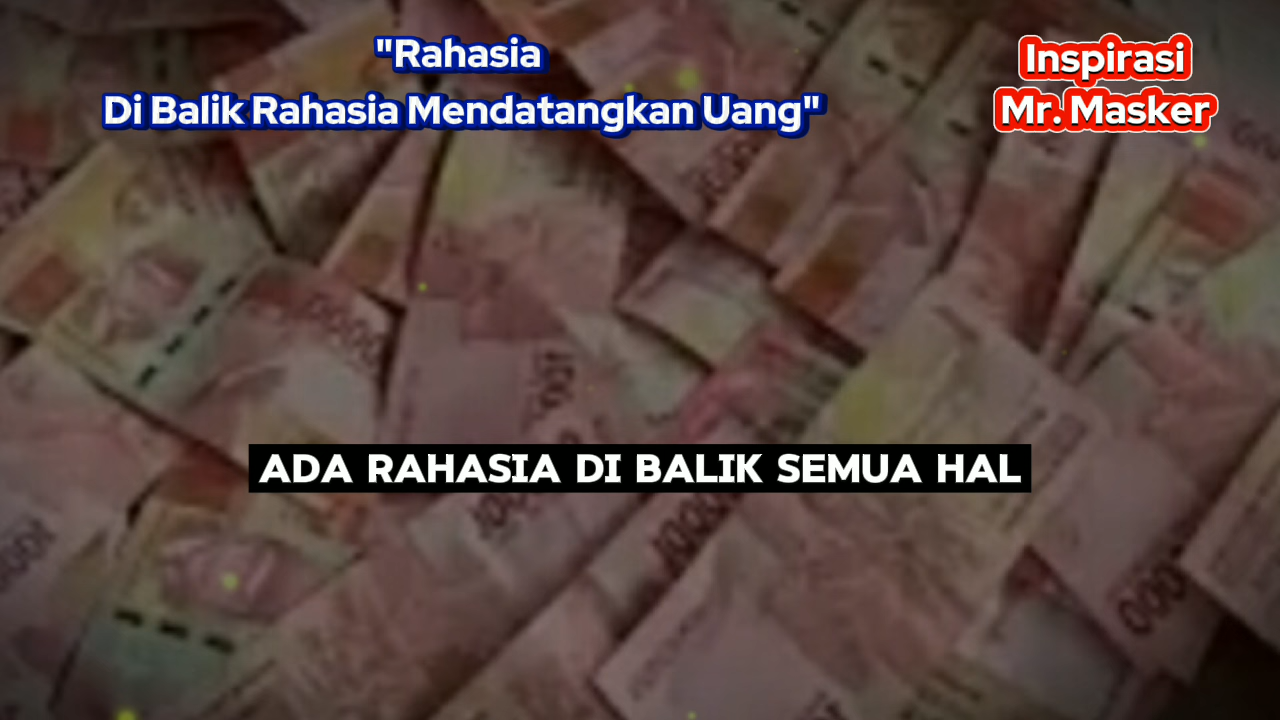 "Rahasia
Di Balik Rahasia Mendatangkan Uang"
Inspirasi
Mr. Masker
ADA RAHASIA DI BALIK SEMUA HAL